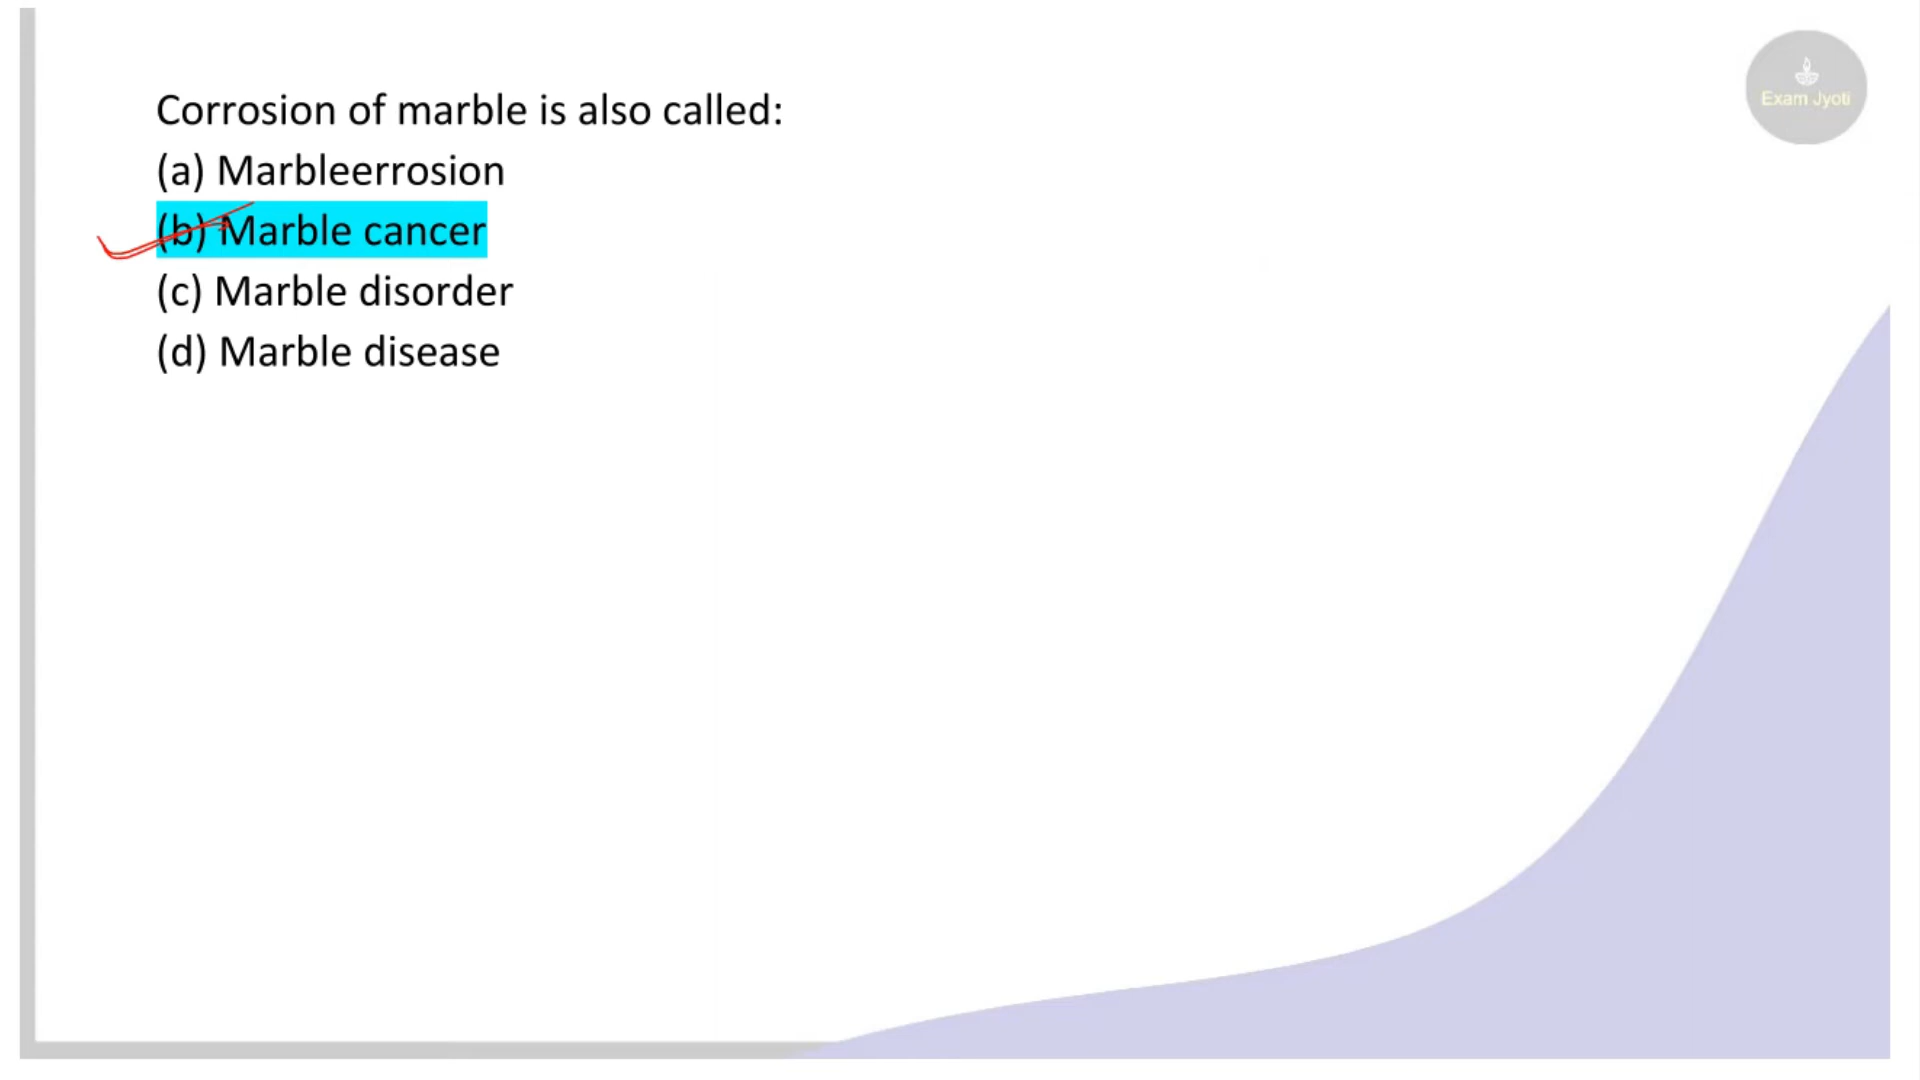 Exam Jyoti
Corrosion of marble is also called:
(a) Marbleerrosion
(b) Marble cancer
(c) Marble disorder
(d) Marble disease